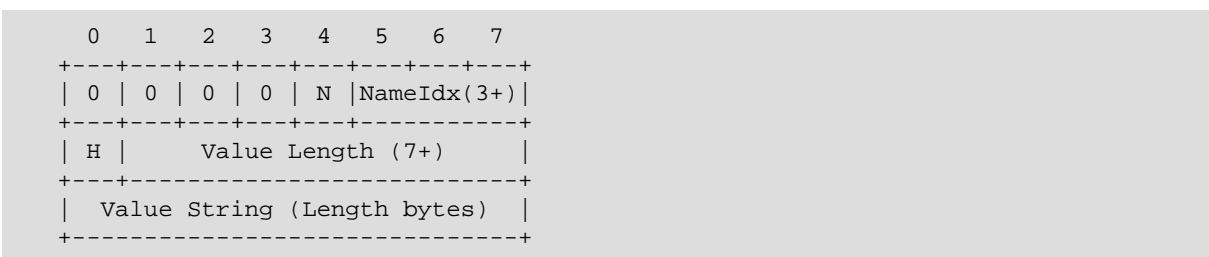 0   1   2   3   4   5   6   7
+---+---+---+---+---+---+---+---+
| 0 | 0 | 0 | 0 | N |NameIdx(3+)|
+---+---+---+---+---+-----------+
| H |     Value Length (7+)     |
+---+---------------------------+
|  Value String (Length bytes)  |
+-------------------------------+